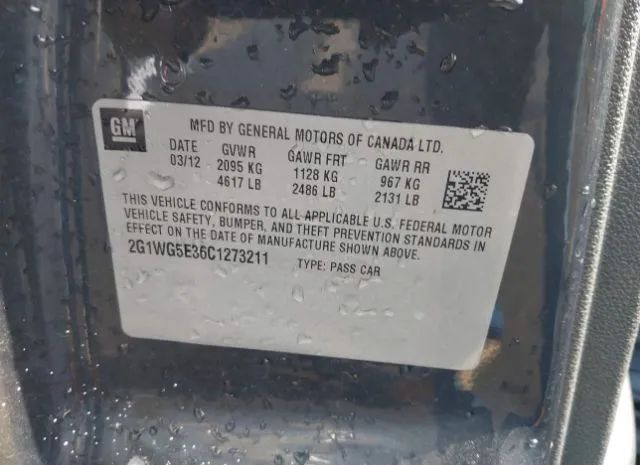 GM
MFD BY GENERAL MOTORS OF CANADA LTD.
DATE GVWR GAWR FRT GAWR RR
03/12 2095 KG 1128 KG 967 KG
4617 LB 2486 LB 2131 LB
THIS VEHICLE CONFORMS TO ALL APPLICABLE U.S. FEDERAL MOTOR
VEHICLE SAFETY, BUMPER, AND THEFT PREVENTION STANDARDS IN
EFFECT ON THE DATE OF MANUFACTURE SHOWN ABOVE.
2G1WG5E36C1273211 TYPE: PASS CAR